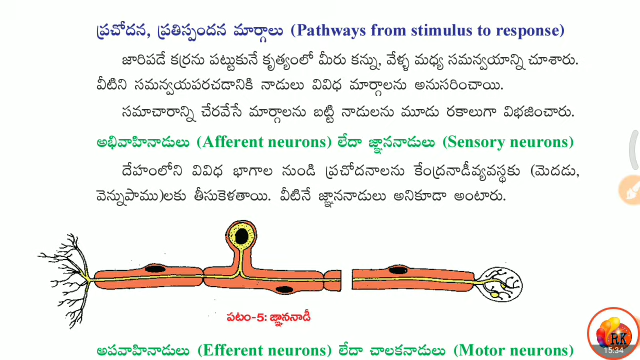 ప్రచోదన, ప్రతిస్పందన మార్గాలు (Pathways from stimulus to response)
జారిపడే కర్రను పట్టుకునే కృత్యంలో మీరు కన్ను, వేళ్ళ మధ్య సమన్వయాన్ని చూశారు.
వీటిని సమన్వయపరచడానికి నాడులు వివిధ మార్గాలను అనుసరించాయి.
సమాచారాన్ని చేరవేసే మార్గాలను బట్టి నాడులను మూడు రకాలుగా విభజించారు.
అభివాహినాడులు (Afferent neurons) లేదా జ్ఞాననాడులు (Sensory neurons)
దేహంలోని వివిధ భాగాల నుండి ప్రచోదనాలను కేంద్రనాడీవ్యవస్థకు (మెదడు,
వెన్నుపాము)లకు తీసుకెళతాయి. వీటినే జ్ఞాననాడులు అనికూడా అంటారు.
పటం-5: జ్ఞాననాడీ
RK
15:34
అపవాహినాడులు (Efferent neurons) లేదా చాలకనాడులు (Motor neurons)